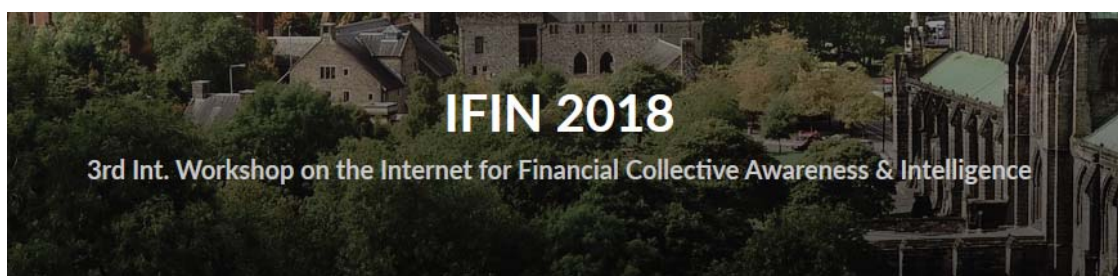 IFIN 2018
3rd Int. Workshop on the Internet for Financial Collective Awareness & Intelligence